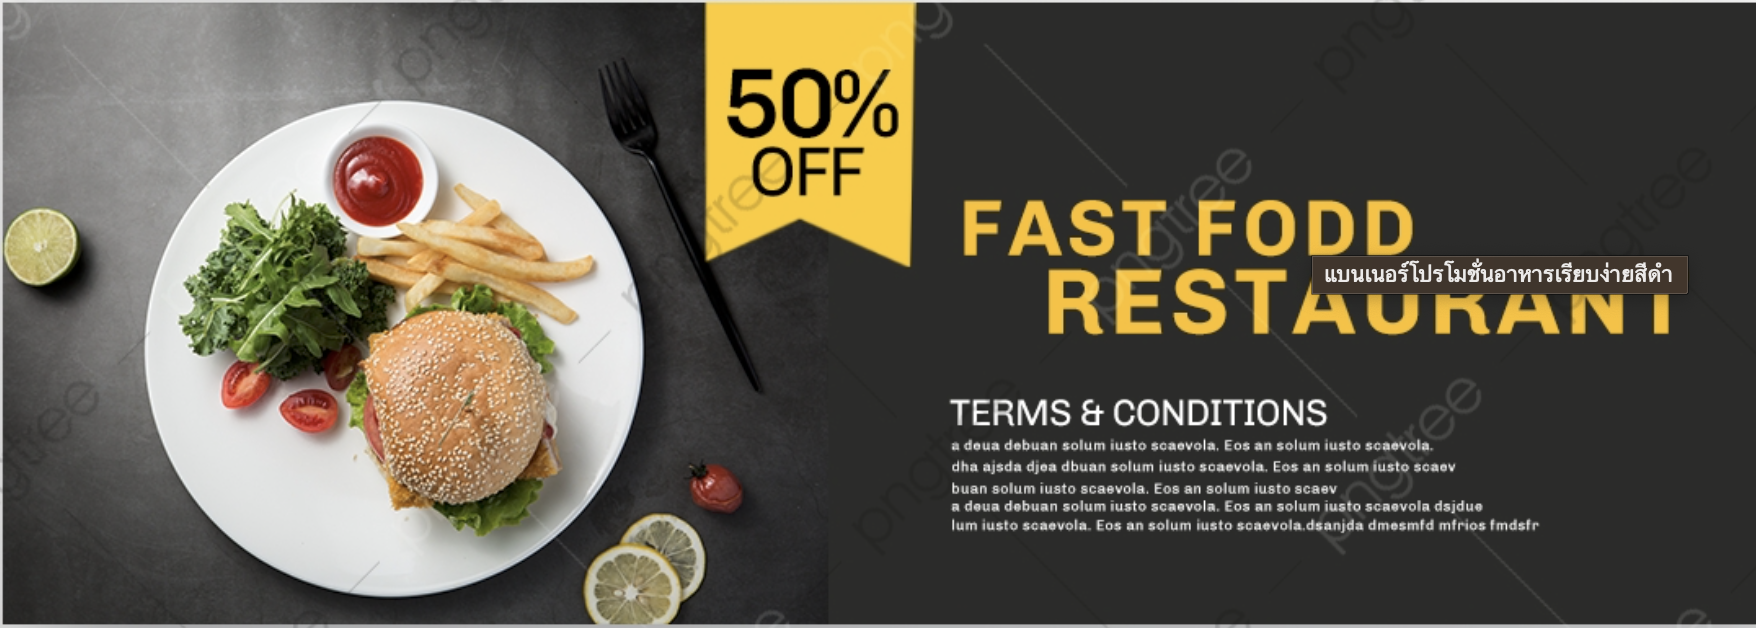 50%
OFF
FAST FODD
แบนเนอร์โปรโมชั่นอาหารเรียบง่ายสีดำ
RESTAURANT
TERMS & CONDITIONS
a deua debuan solum iusto scaevola. Eos an solum iusto scaevola.
dha ajsda djea dbuan solum iusto scaevola. Eos an solum iusto scaev
buan solum iusto scaevola. Eos an solum iusto scaev
a deua debuan solum iusto scaevola. Eos an solum iusto scaevola dsjdue
lum iusto scaevola. Eos an solum iusto scaevola.dsanjda dmesmfd mfrios fmdsfr
pngtree